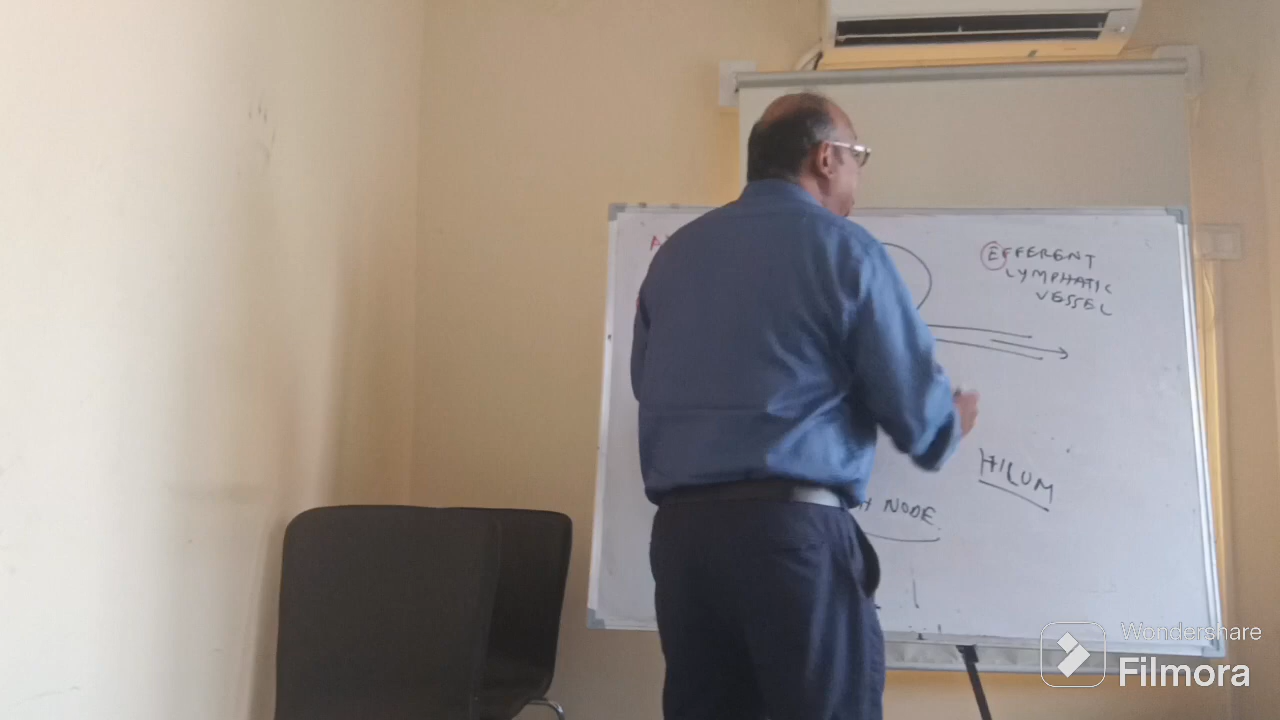 EFFERENT
LYMPHATIC
VESSEL
HILUM
H NODE
Wondershare
Filmora